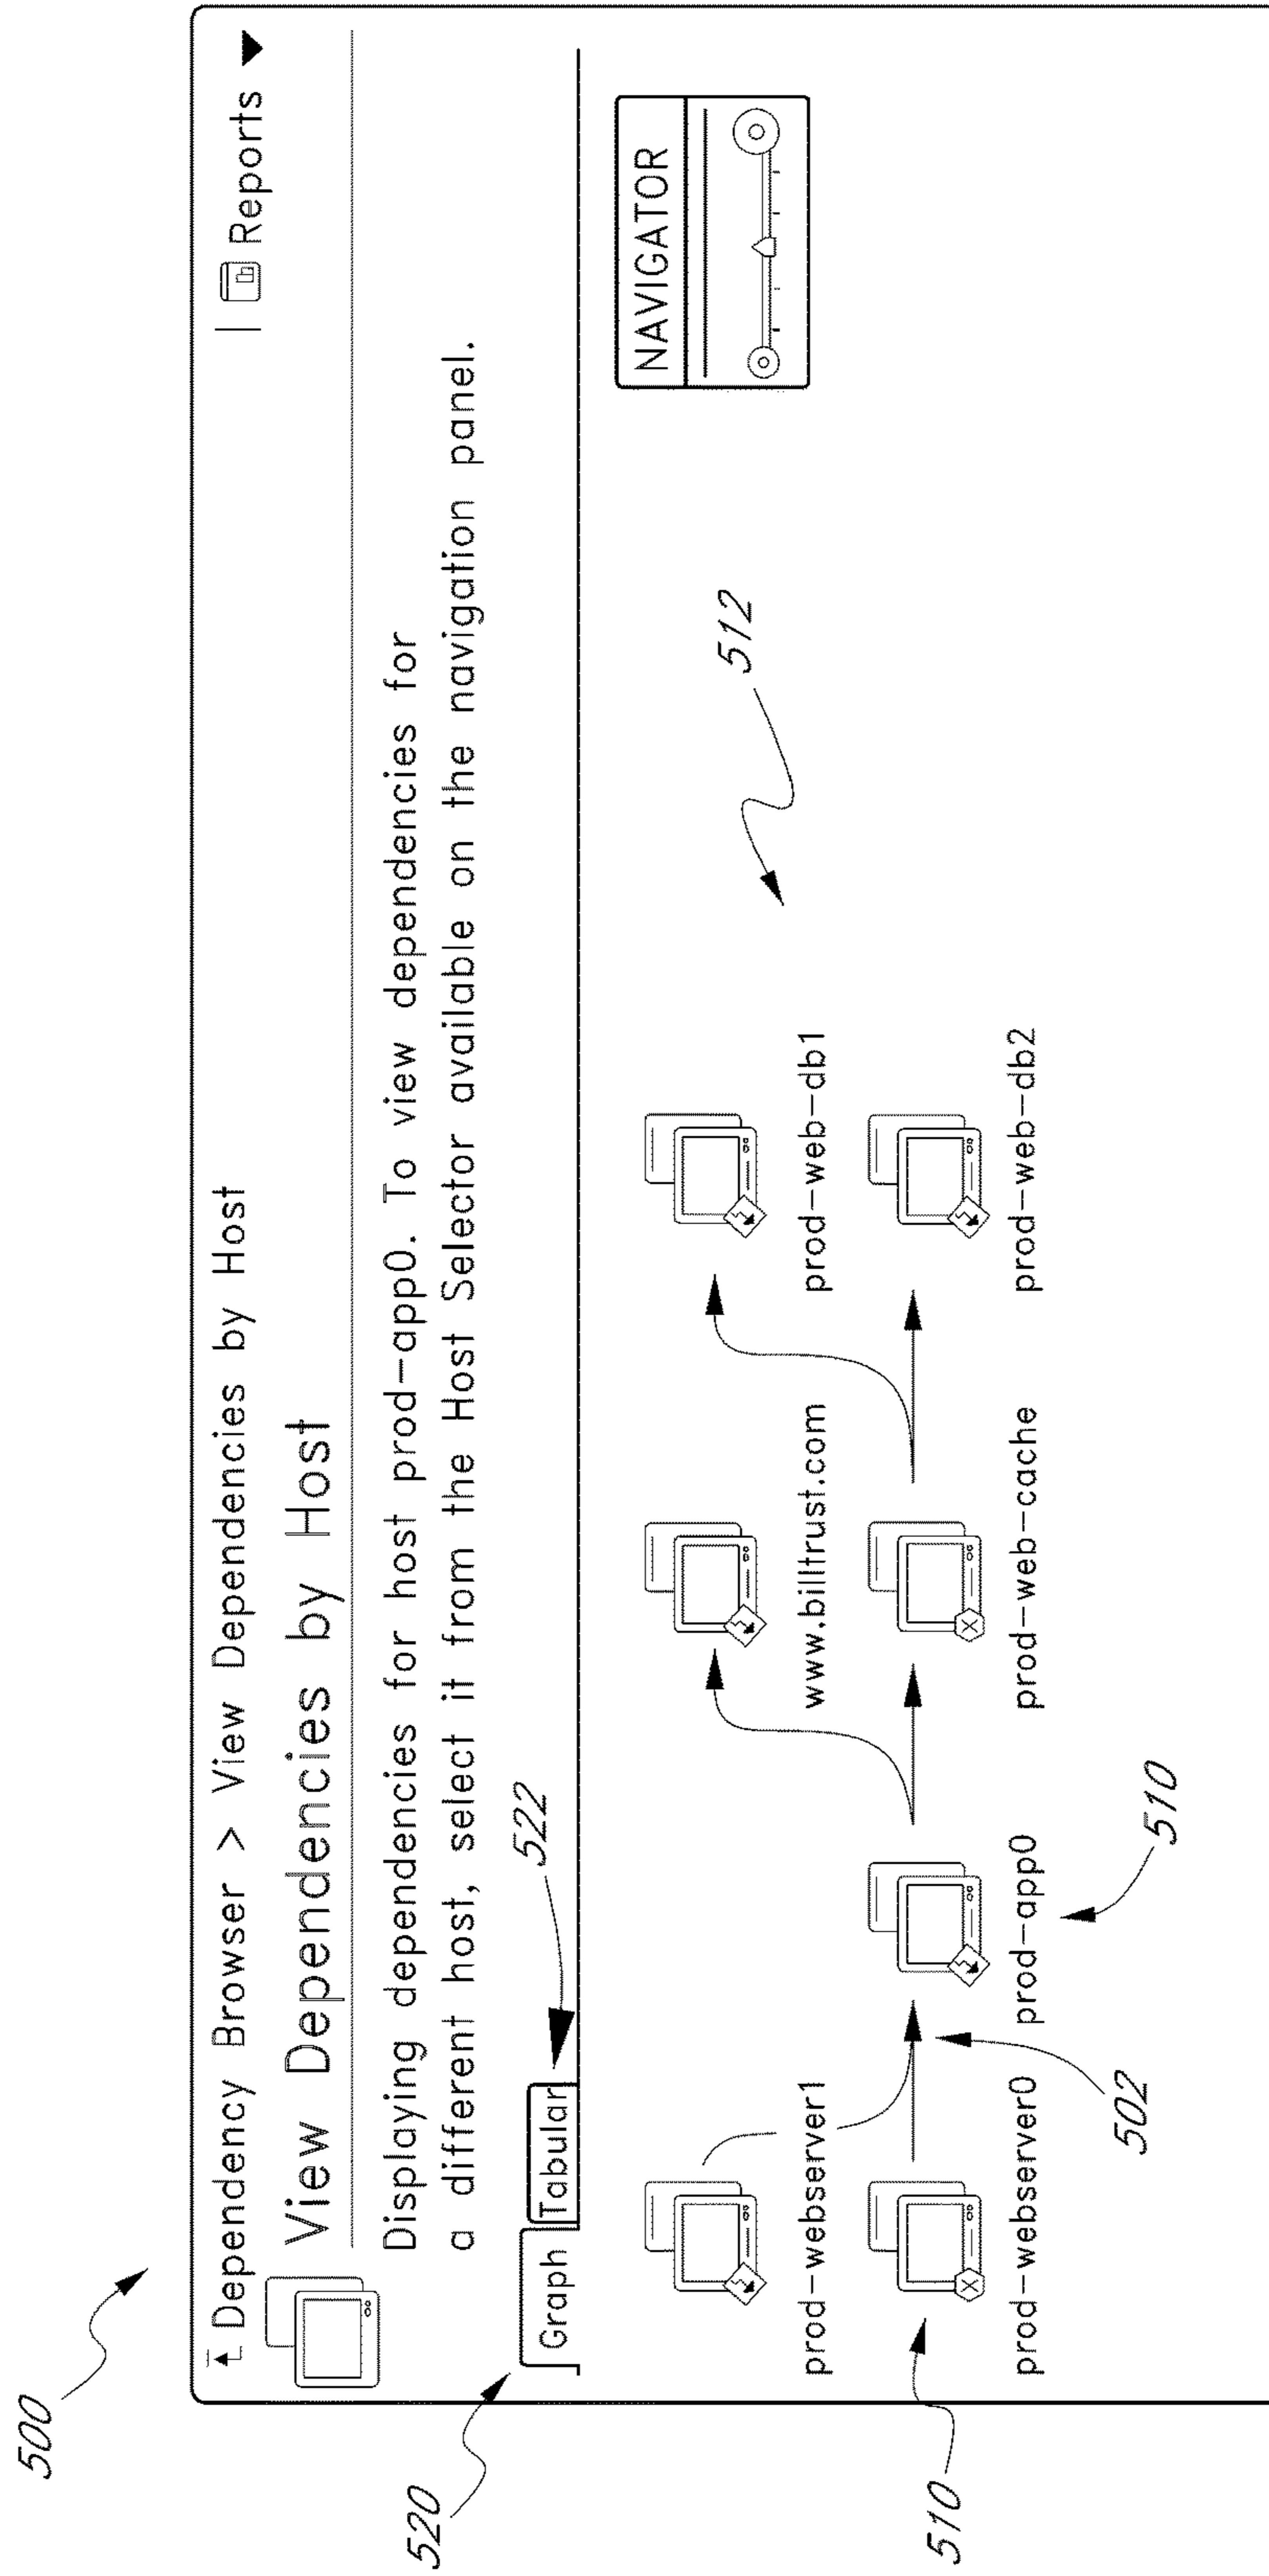 500
Dependency Browser > View Dependencies by Host
| Reports
View Dependencies by Host
Displaying dependencies for host prod-app0. To view dependencies for
a different host, select it from the Host Selector available on the navigation panel.
520
Graph Tabular
522
NAVIGATOR
512
prod-webserver1
www.billtrust.com
prod-web-db1
510
prod-webserver0
prod-app0
prod-web-cache
prod-web-db2
502
510